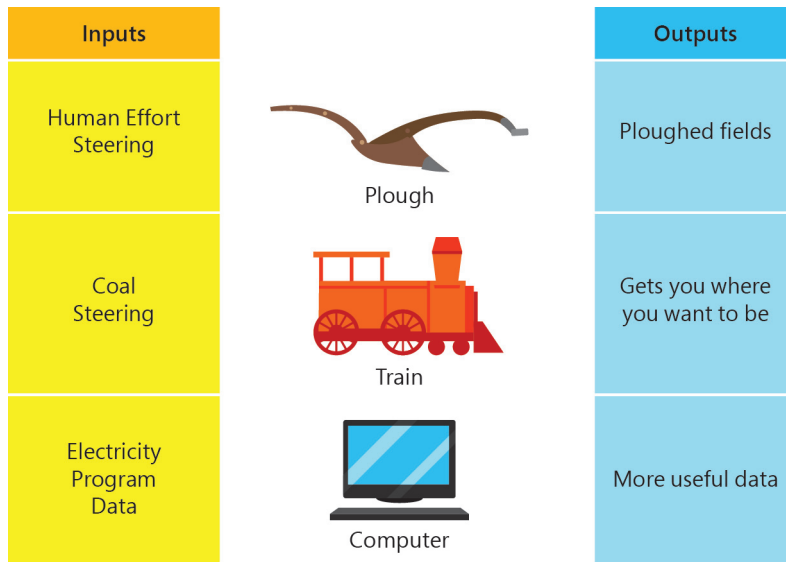 Inputs
Outputs
Human Effort
Steering
Plough
Ploughed fields
Coal
Steering
Train
Gets you where
you want to be
Electricity
Program
Data
Computer
More useful data